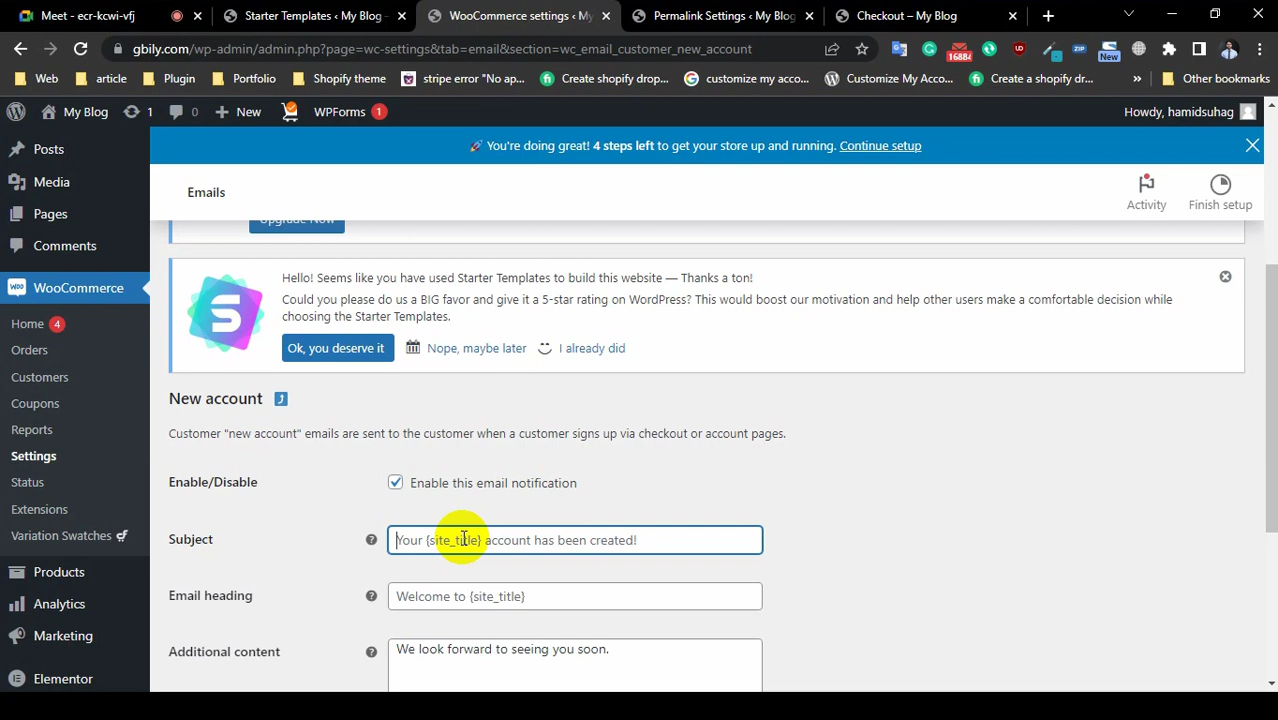 Meet - ecr-kcwi-vfj
Starter Templates ‹ My Blog -
WooCommerce settings ‹ My
Permalink Settings ‹ My Blog
Checkout – My Blog
gbily.com/wp-admin/admin.php?page=wc-settings&tab=email&section=wc_email_customer_new_account
16884
ZIP
New
Web
article
Plugin
Portfolio
Shopify theme
stripe error "No ap...
Create shopify drop...
customize my acco...
Customize My Acco...
Create a shopify dr...
»
Other bookmarks
My Blog
1
0
New
WPForms 1
Howdy, hamidsuhag
Posts
Media
Pages
Comments
WooCommerce
Home 4
Orders
Customers
Coupons
Reports
Settings
Status
Extensions
Variation Swatches
Products
Analytics
Marketing
Elementor
🚀 You're doing great! 4 steps left to get your store up and running. Continue setup
Emails
Activity
Finish setup
Upgrade Now
Hello! Seems like you have used Starter Templates to build this website — Thanks a ton!
Could you please do us a BIG favor and give it a 5-star rating on WordPress? This would boost our motivation and help other users make a comfortable decision while
choosing the Starter Templates.
Ok, you deserve it
Nope, maybe later
I already did
New account
Customer "new account" emails are sent to the customer when a customer signs up via checkout or account pages.
Enable/Disable
Enable this email notification
Subject
Your {site_title} account has been created!
Email heading
Welcome to {site_title}
Additional content
We look forward to seeing you soon.